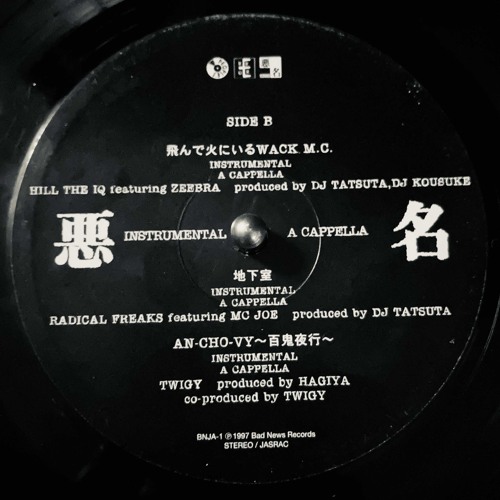 SIDE B
飛んで火にいるWACK M.C.
INSTRUMENTAL
A CAPPELLA
HILL THE IQ featuring ZEEBRA produced by DJ TATSUTA,DJ KOUSUKE
悪 INSTRUMENTAL A CAPPELLA 名
地下室
INSTRUMENTAL
A CAPPELLA
RADICAL FREAKS featuring MC JOE produced by DJ TATSUTA
AN-CHO-VY～百鬼夜行～
INSTRUMENTAL
A CAPPELLA
TWIGY produced by HAGIYA
co-produced by TWIGY
BNJA-1 Ⓟ1997 Bad News Records
STEREO / JASRAC